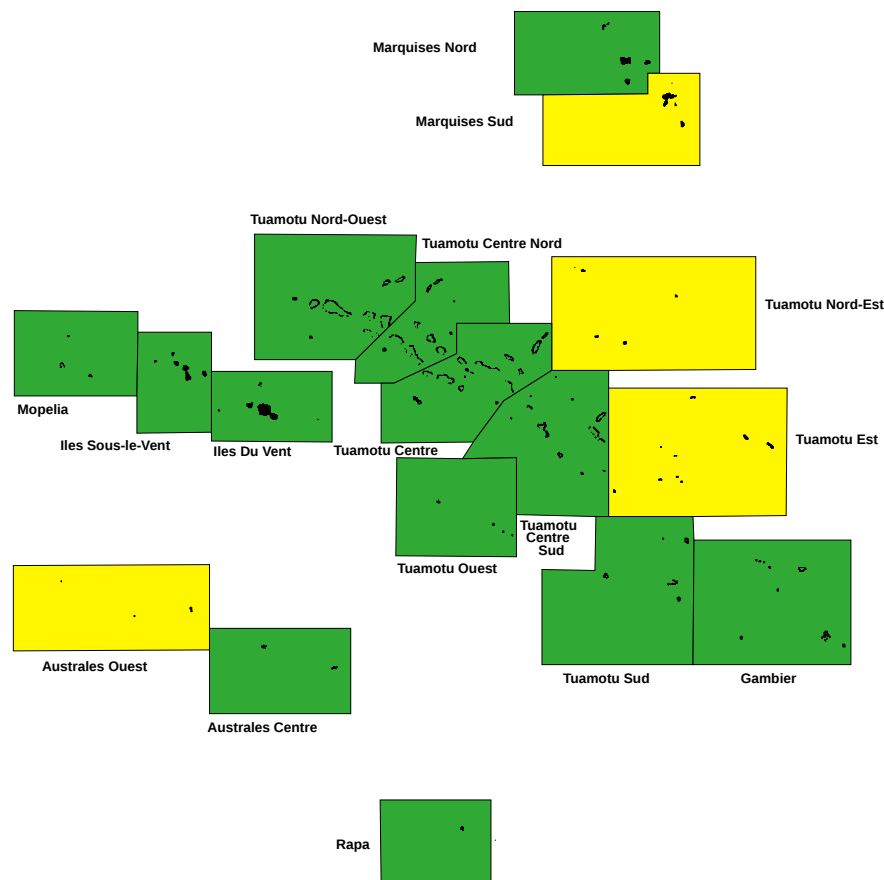 Marquises Nord
Marquises Sud
Tuamotu Nord-Ouest
Tuamotu Centre Nord
Tuamotu Nord-Est
Mopelia
Iles Sous-le-Vent
Iles Du Vent
Tuamotu Centre
Tuamotu Est
Tuamotu
Centre
Sud
Tuamotu Ouest
Australes Ouest
Tuamotu Sud
Gambier
Australes Centre
Rapa